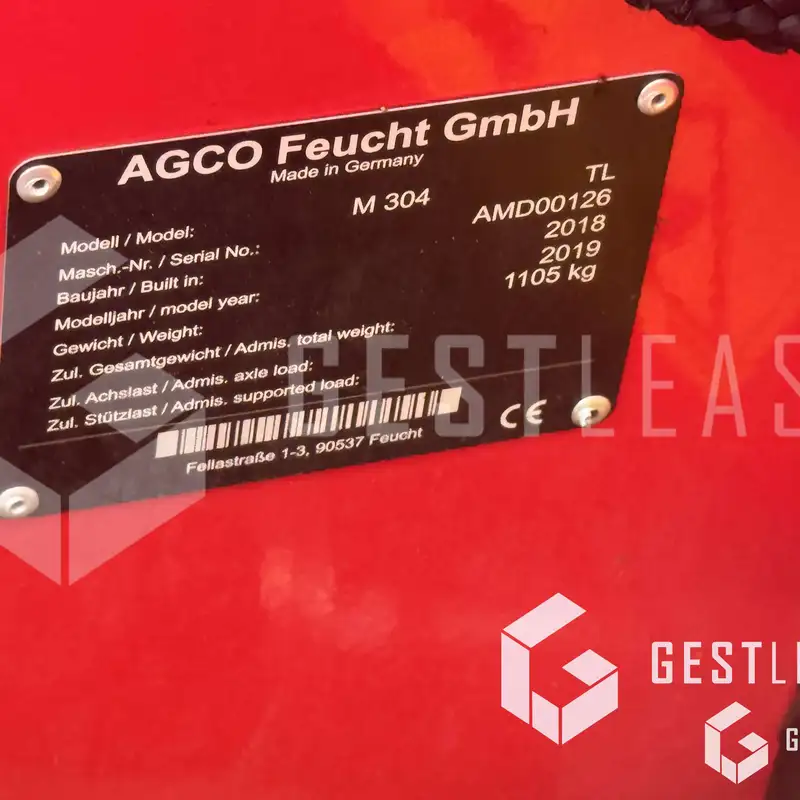 AGCO Feucht GmbH
Made in Germany
Modell / Model: M 304 TL
Masch.-Nr. / Serial No.: AMD00126
Baujahr / Built in: 2018
Modelljahr / model year: 2019
Gewicht / Weight: 1105 kg
Zul. Gesamtgewicht / Admis. total weight:
Zul. Achslast / Admis. axle load:
Zul. Stützlast / Admis. supported load:
Fellastraße 1-3, 90537 Feucht
CE
GESTLEAS
GESTL
G